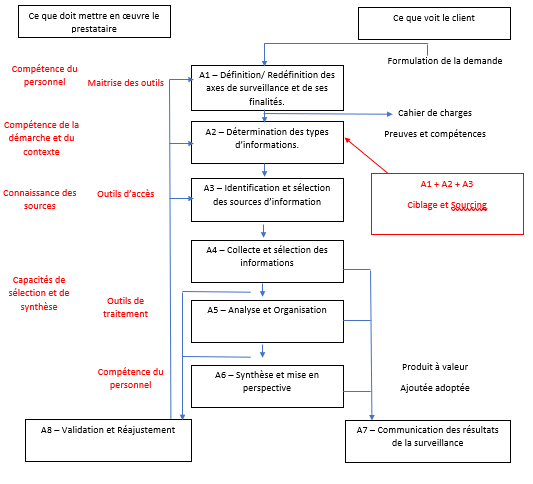 Ce que doit mettre en œuvre le
prestataire
Ce que voit le client
Formulation de la demande
Compétence du
personnel
Maitrise des outils
A1 – Définition/ Redéfinition des
axes de surveillance et de ses
finalités.
Cahier de charges
Preuves et compétences
Compétence de la
démarche et du
contexte
A2 – Détermination des types
d'informations.
A1 + A2 + A3
Ciblage et Sourcing
Connaissance des
sources
Outils d'accès
A3 – Identification et sélection
des sources d'information
A4 – Collecte et sélection des
informations
Capacités de
sélection et de
synthèse
Outils de
traitement
A5 – Analyse et Organisation
Compétence du
personnel
A6 – Synthèse et mise en
perspective
Produit à valeur
Ajoutée adoptée
A8 – Validation et Réajustement
A7 – Communication des résultats
de la surveillance